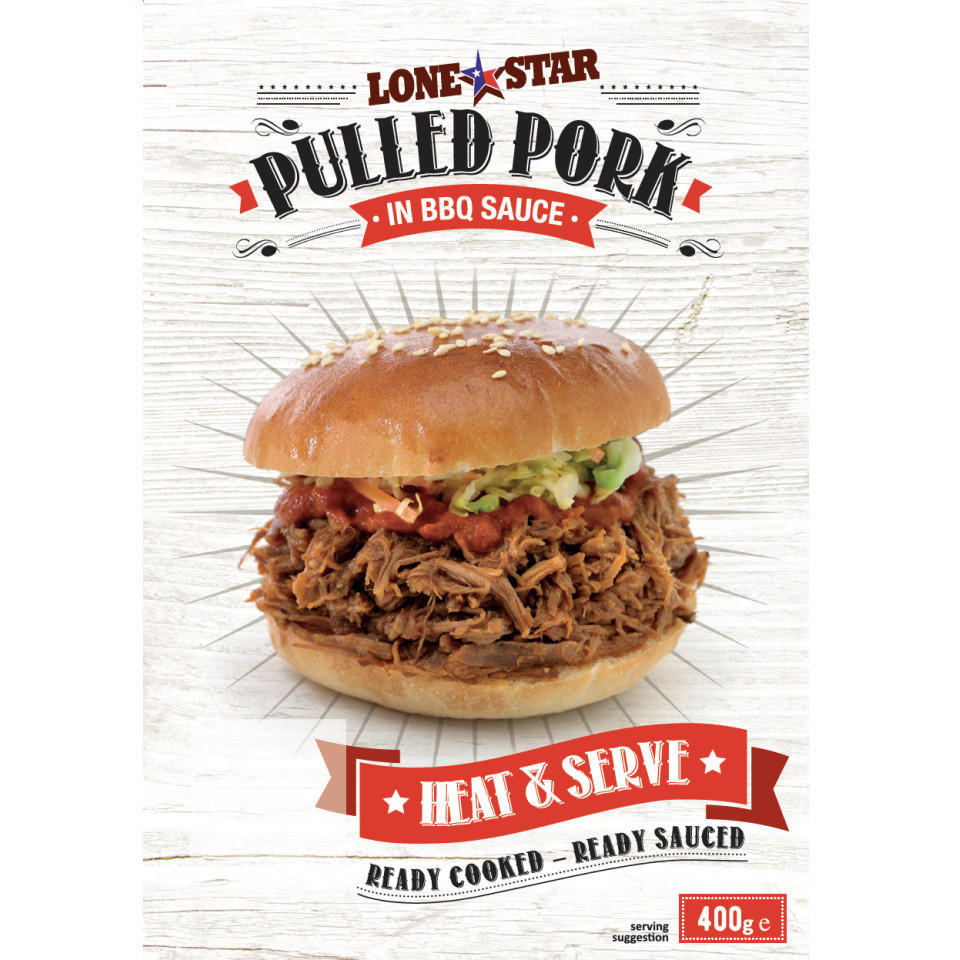 LONE STAR
PULLED PORK
· IN BBQ SAUCE ·
HEAT & SERVE
READY COOKED – READY SAUCED
serving
suggestion
400g e